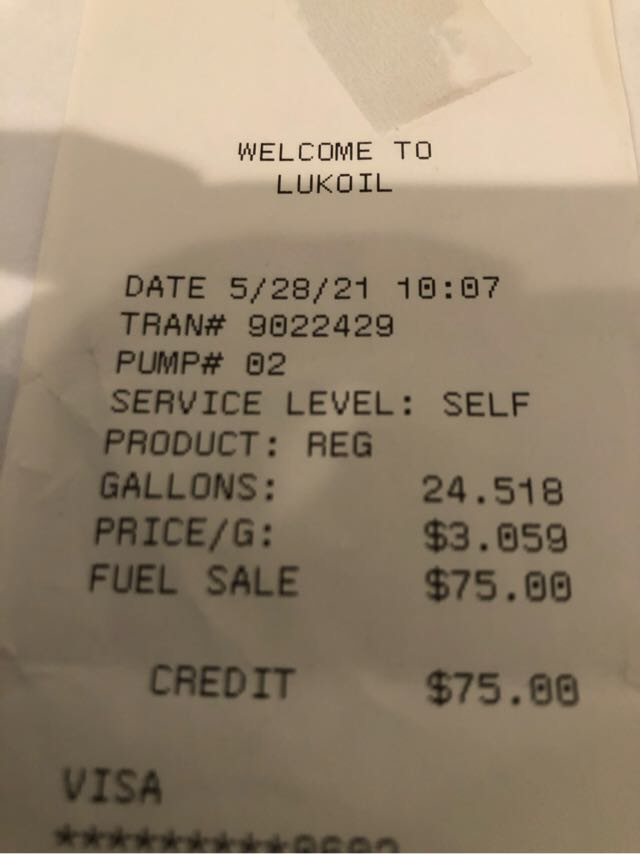 WELCOME TO
LUKOIL
DATE 5/28/21 10:07
TRAN# 9022429
PUMP# 02
SERVICE LEVEL: SELF
PRODUCT: REG
GALLONS: 24.518
PRICE/G: $3.059
FUEL SALE $75.00
CREDIT $75.00
VISA